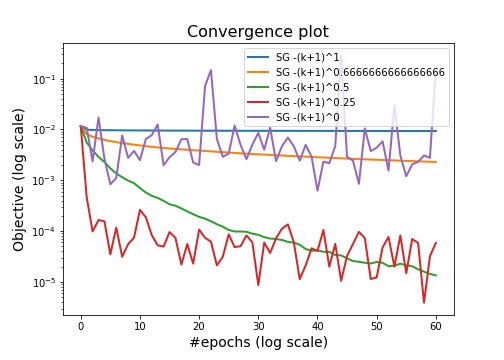 Convergence plot
SG -(k+1)^1
SG -(k+1)^0.6666666666666666
SG -(k+1)^0.5
SG -(k+1)^0.25
SG -(k+1)^0
Objective (log scale)
10⁻¹
10⁻²
10⁻³
10⁻⁴
10⁻⁵
0 10 20 30 40 50 60
#epochs (log scale)